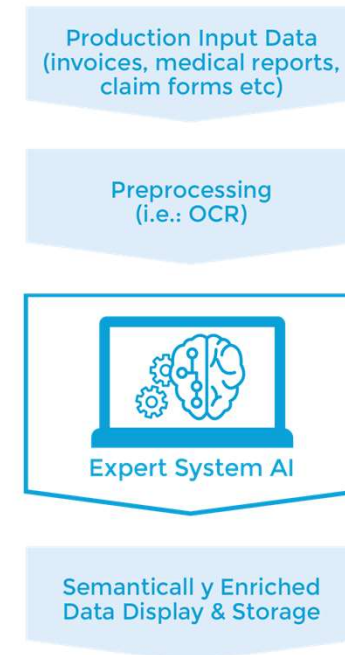 Production Input Data
(invoices, medical reports,
claim forms etc)
Preprocessing
(i.e.: OCR)
Expert System AI
Semanticall y Enriched
Data Display & Storage